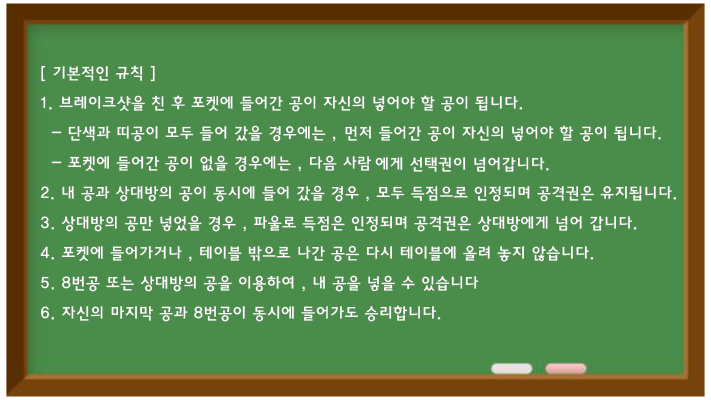 [ 기본적인 규칙 ]
1. 브레이크샷을 친 후 포켓에 들어간 공이 자신의 넣어야 할 공이 됩니다.
- 단색과 띠공이 모두 들어 갔을 경우에는 , 먼저 들어간 공이 자신의 넣어야 할 공이 됩니다.
- 포켓에 들어간 공이 없을 경우에는 , 다음 사람에게 선택권이 넘어갑니다.
2. 내 공과 상대방의 공이 동시에 들어 갔을 경우 , 모두 득점으로 인정되며 공격권은 유지됩니다.
3. 상대방의 공만 넣었을 경우 , 파울로 득점은 인정되며 공격권은 상대방에게 넘어 갑니다.
4. 포켓에 들어가거나 , 테이블 밖으로 나간 공은 다시 테이블에 올려 놓지 않습니다.
5. 8번공 또는 상대방의 공을 이용하여 , 내 공을 넣을 수 있습니다
6. 자신의 마지막 공과 8번공이 동시에 들어가도 승리합니다.